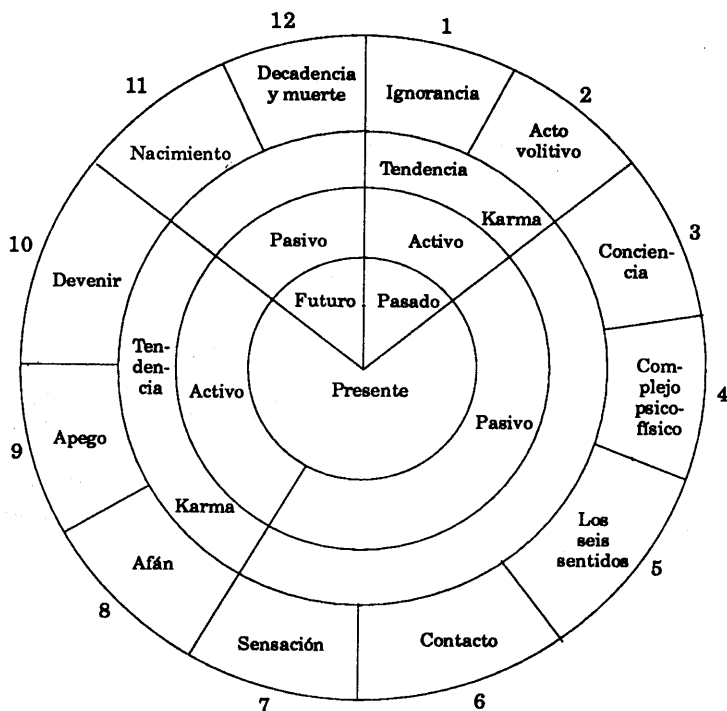 12
1
Decadencia
y muerte
Ignorancia
11
2
Acto
volitivo
Nacimiento
Tendencia
Karma
3
10
Pasivo
Activo
Concien-
cia
Devenir
Futuro
Pasado
Ten-
den-
cia
Activo
Presente
Pasivo
Com-
plejo
psico-
físico
4
9
Apego
Karma
Los
seis
sentidos
5
Afán
8
Sensación
Contacto
7
6